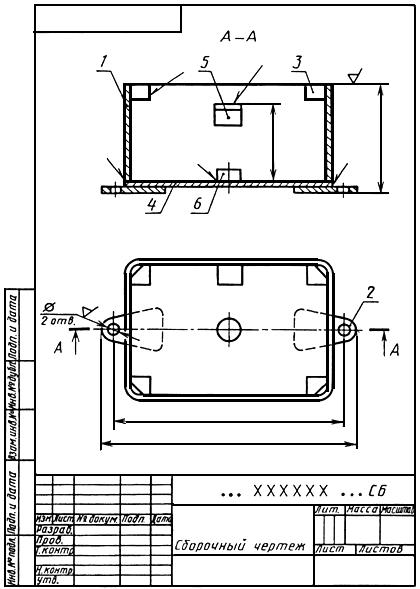 А–А
1
5
3
4
6
⌀
2 отв.
2
А
А
... XXXXXX ... СБ
Лит.
Масса
Масштаб
Изм
Лист
№ докум
Подп
Дата
Разраб.
Пров.
Т.контр
Н.контр
Утв.
Сборочный чертеж
Лист
Листов
Подп. и дата
Инв.№ дубл.
Взам.инв.№
Подп. и дата
Инв.№ подл.